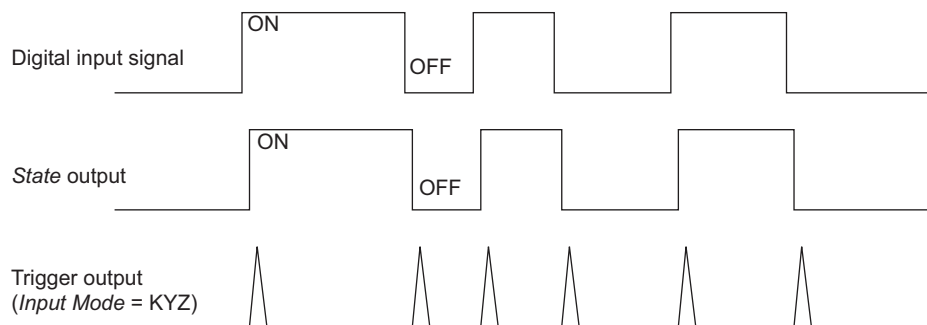 ON
Digital input signal
OFF
ON
State output
OFF
Trigger output
(Input Mode = KYZ)